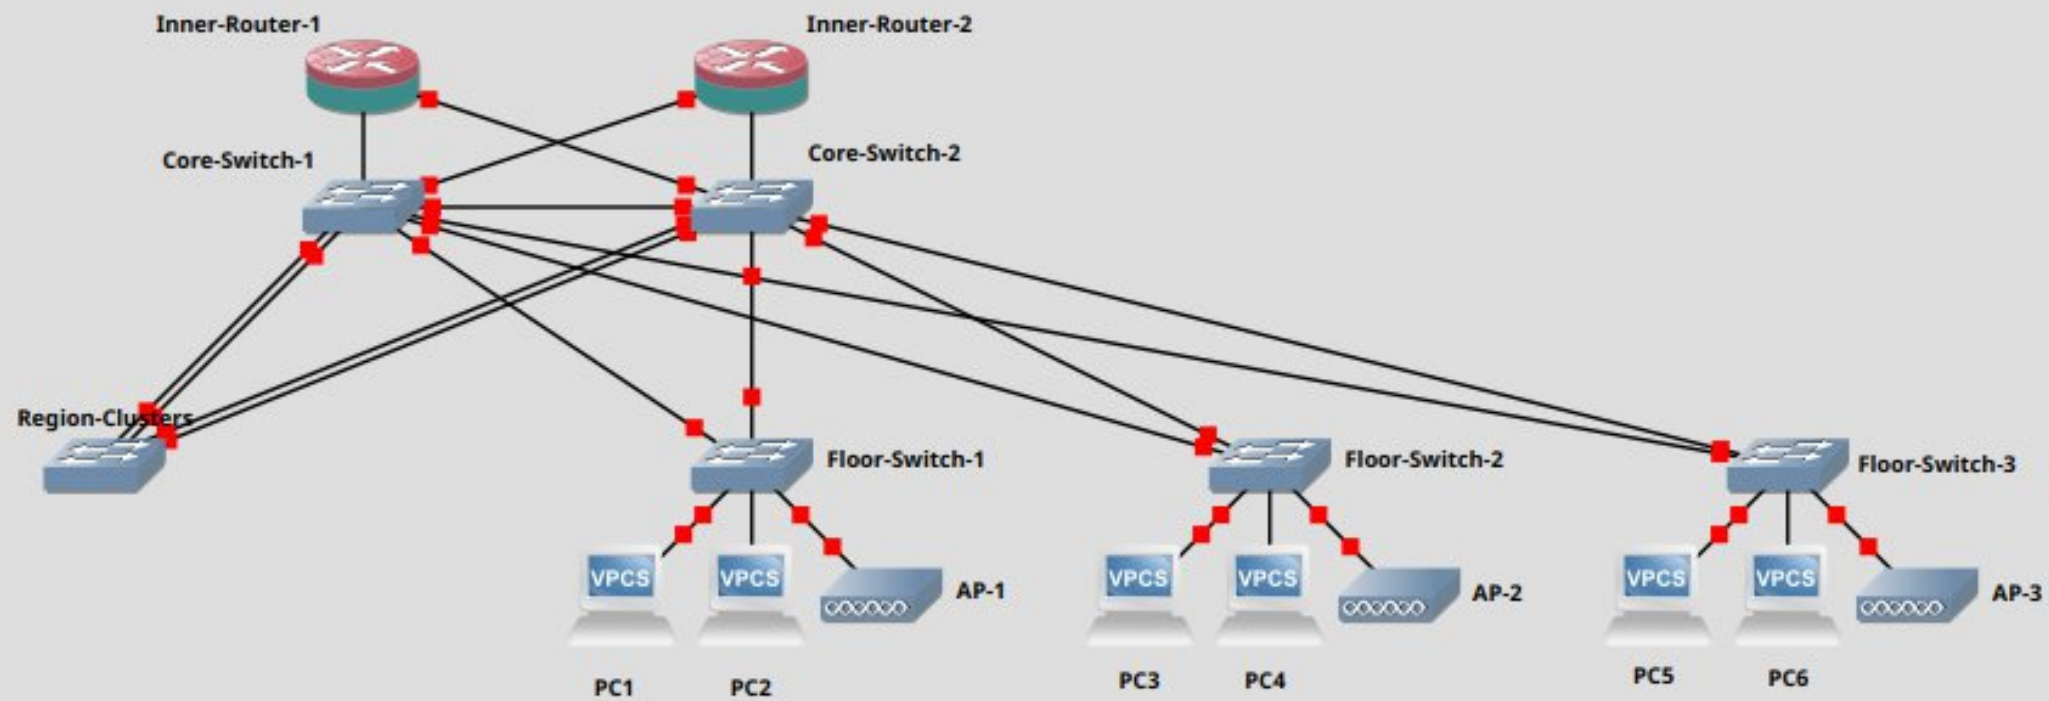 Inner-Router-1
Inner-Router-2
Core-Switch-1
Core-Switch-2
Region-Clusters
Floor-Switch-1
Floor-Switch-2
Floor-Switch-3
VPCS
VPCS
AP-1
VPCS
VPCS
AP-2
VPCS
VPCS
AP-3
PC1
PC2
PC3
PC4
PC5
PC6